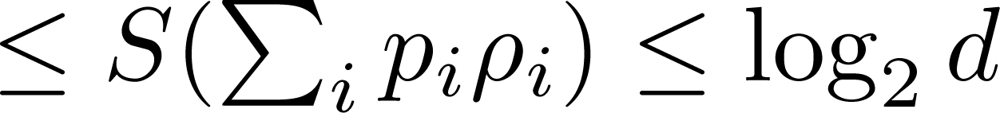 ≤ S(∑_i p_i ρ_i) ≤ log_2 d